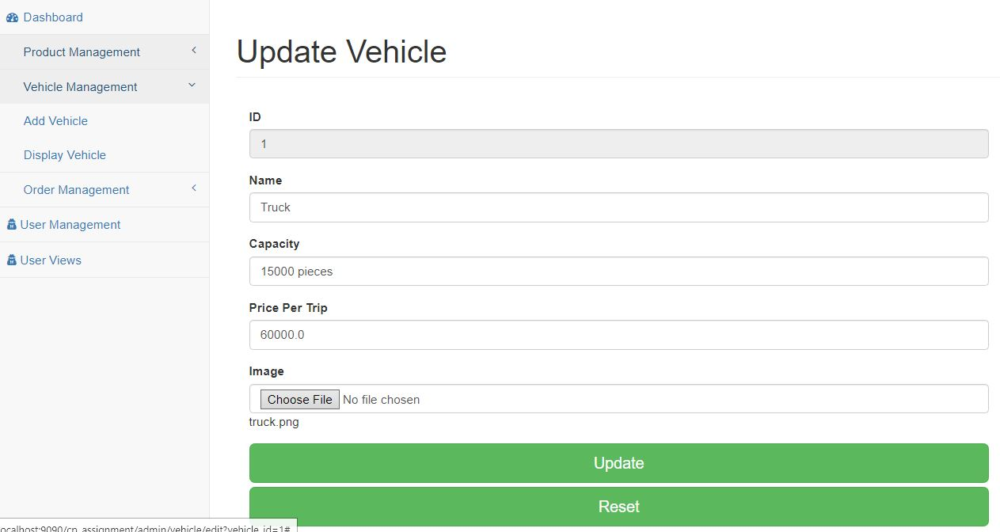 Dashboard
Product Management
Vehicle Management
Add Vehicle
Display Vehicle
Order Management
User Management
User Views
Update Vehicle
ID
1
Name
Truck
Capacity
15000 pieces
Price Per Trip
60000.0
Image
Choose File No file chosen
truck.png
Update
Reset
ocalhost:9090/cp_assignment/admin/vehicle/edit?vehicle_id=1#